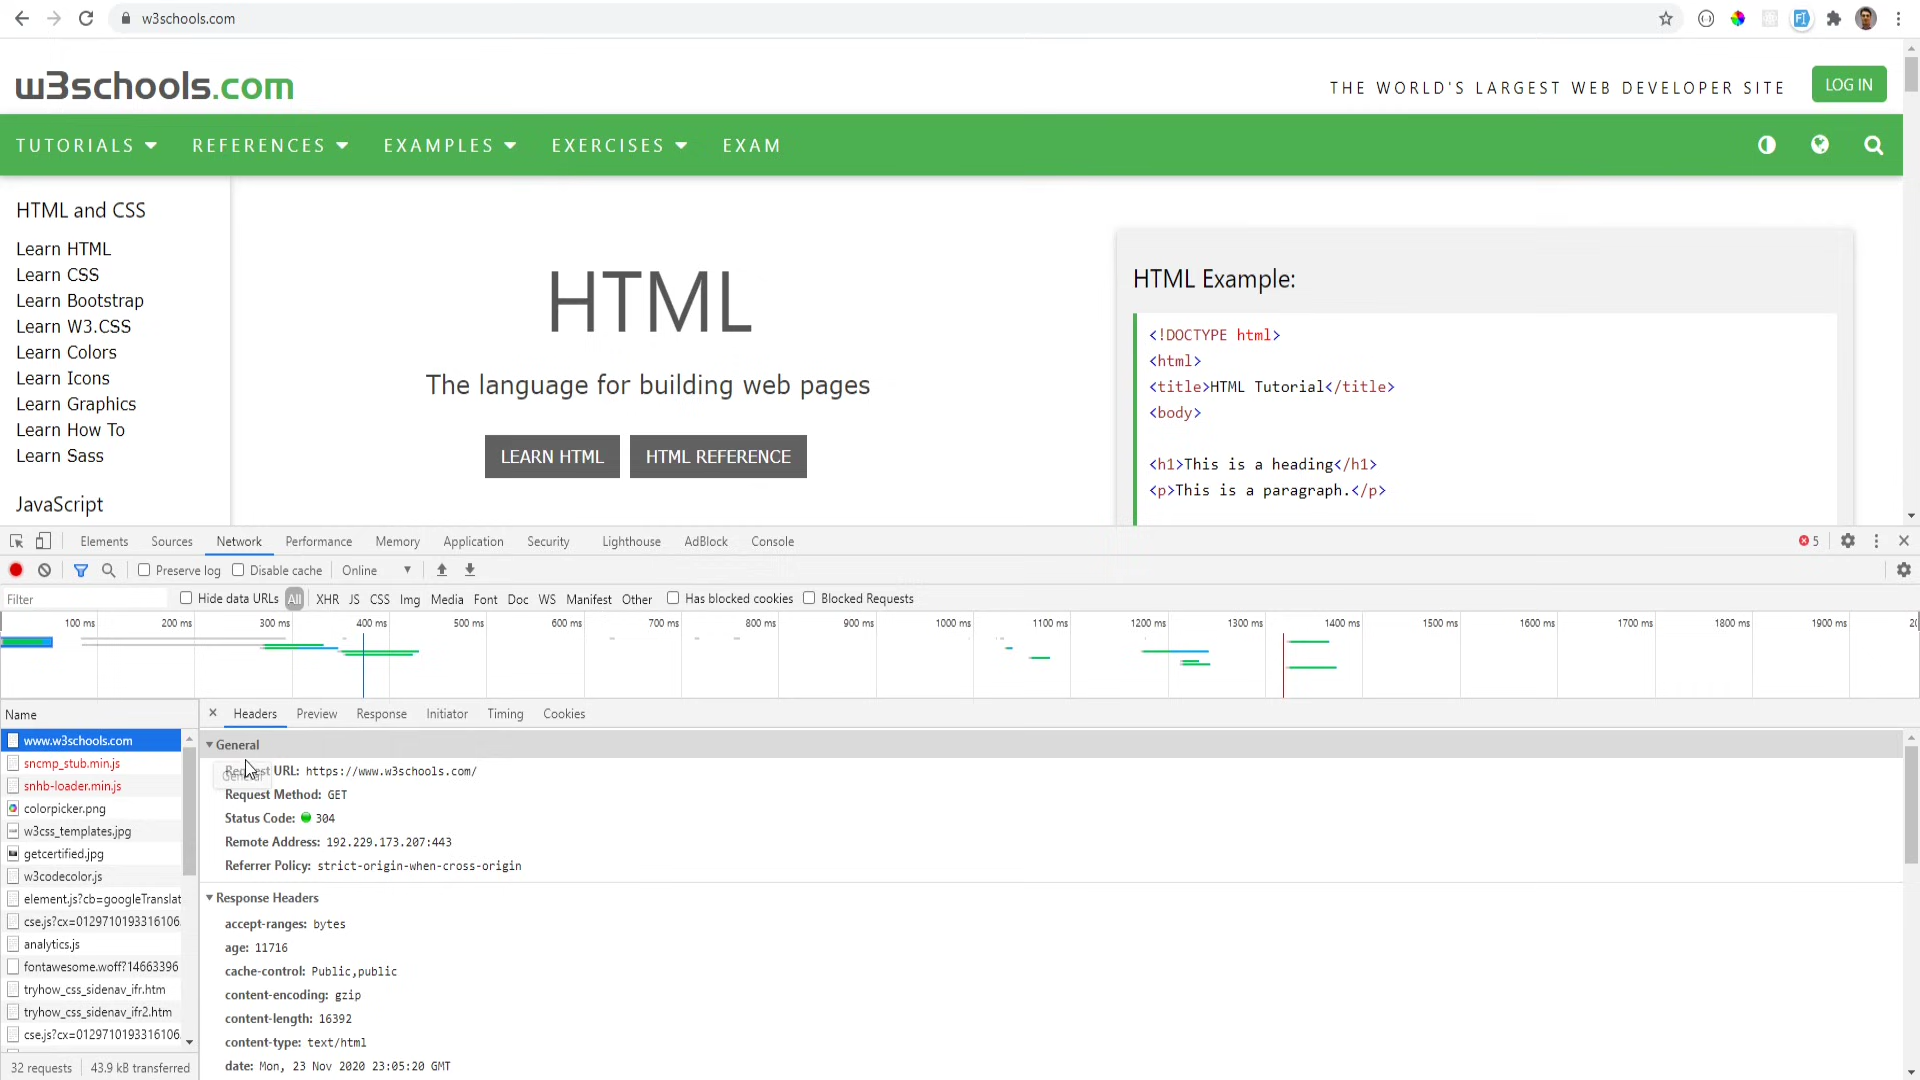 w3schools.com
w3schools.com
THE WORLD'S LARGEST WEB DEVELOPER SITE
LOG IN
TUTORIALS REFERENCES EXAMPLES EXERCISES EXAM
HTML and CSS
Learn HTML
Learn CSS
Learn Bootstrap
Learn W3.CSS
Learn Colors
Learn Icons
Learn Graphics
Learn How To
Learn Sass
JavaScript
HTML
The language for building web pages
LEARN HTML HTML REFERENCE
HTML Example:
<!DOCTYPE html>
<html>
<title>HTML Tutorial</title>
<body>
<h1>This is a heading</h1>
<p>This is a paragraph.</p>
Elements Sources Network Performance Memory Application Security Lighthouse AdBlock Console 5
Preserve log Disable cache Online
Filter Hide data URLs All XHR JS CSS Img Media Font Doc WS Manifest Other Has blocked cookies Blocked Requests
100 ms 200 ms 300 ms 400 ms 500 ms 600 ms 700 ms 800 ms 900 ms 1000 ms 1100 ms 1200 ms 1300 ms 1400 ms 1500 ms 1600 ms 1700 ms 1800 ms 1900 ms
Name
www.w3schools.com
sncmp_stub.min.js
snhb-loader.min.js
colorpicker.png
w3css_templates.jpg
getcertified.jpg
w3codecolor.js
element.js?cb=googleTranslat
cse.js?cx=0129710193316106
analytics.js
fontawesome.woff?14663396
tryhow_css_sidenav_ifr.htm
tryhow_css_sidenav_ifr2.htm
cse.js?cx=0129710193316106
32 requests 43.9 kB transferred
Headers Preview Response Initiator Timing Cookies
General
Request URL: https://www.w3schools.com/
General
Request Method: GET
Status Code: 304
Remote Address: 192.229.173.207:443
Referrer Policy: strict-origin-when-cross-origin
Response Headers
accept-ranges: bytes
age: 11716
cache-control: Public,public
content-encoding: gzip
content-length: 16392
content-type: text/html
date: Mon, 23 Nov 2020 23:05:20 GMT